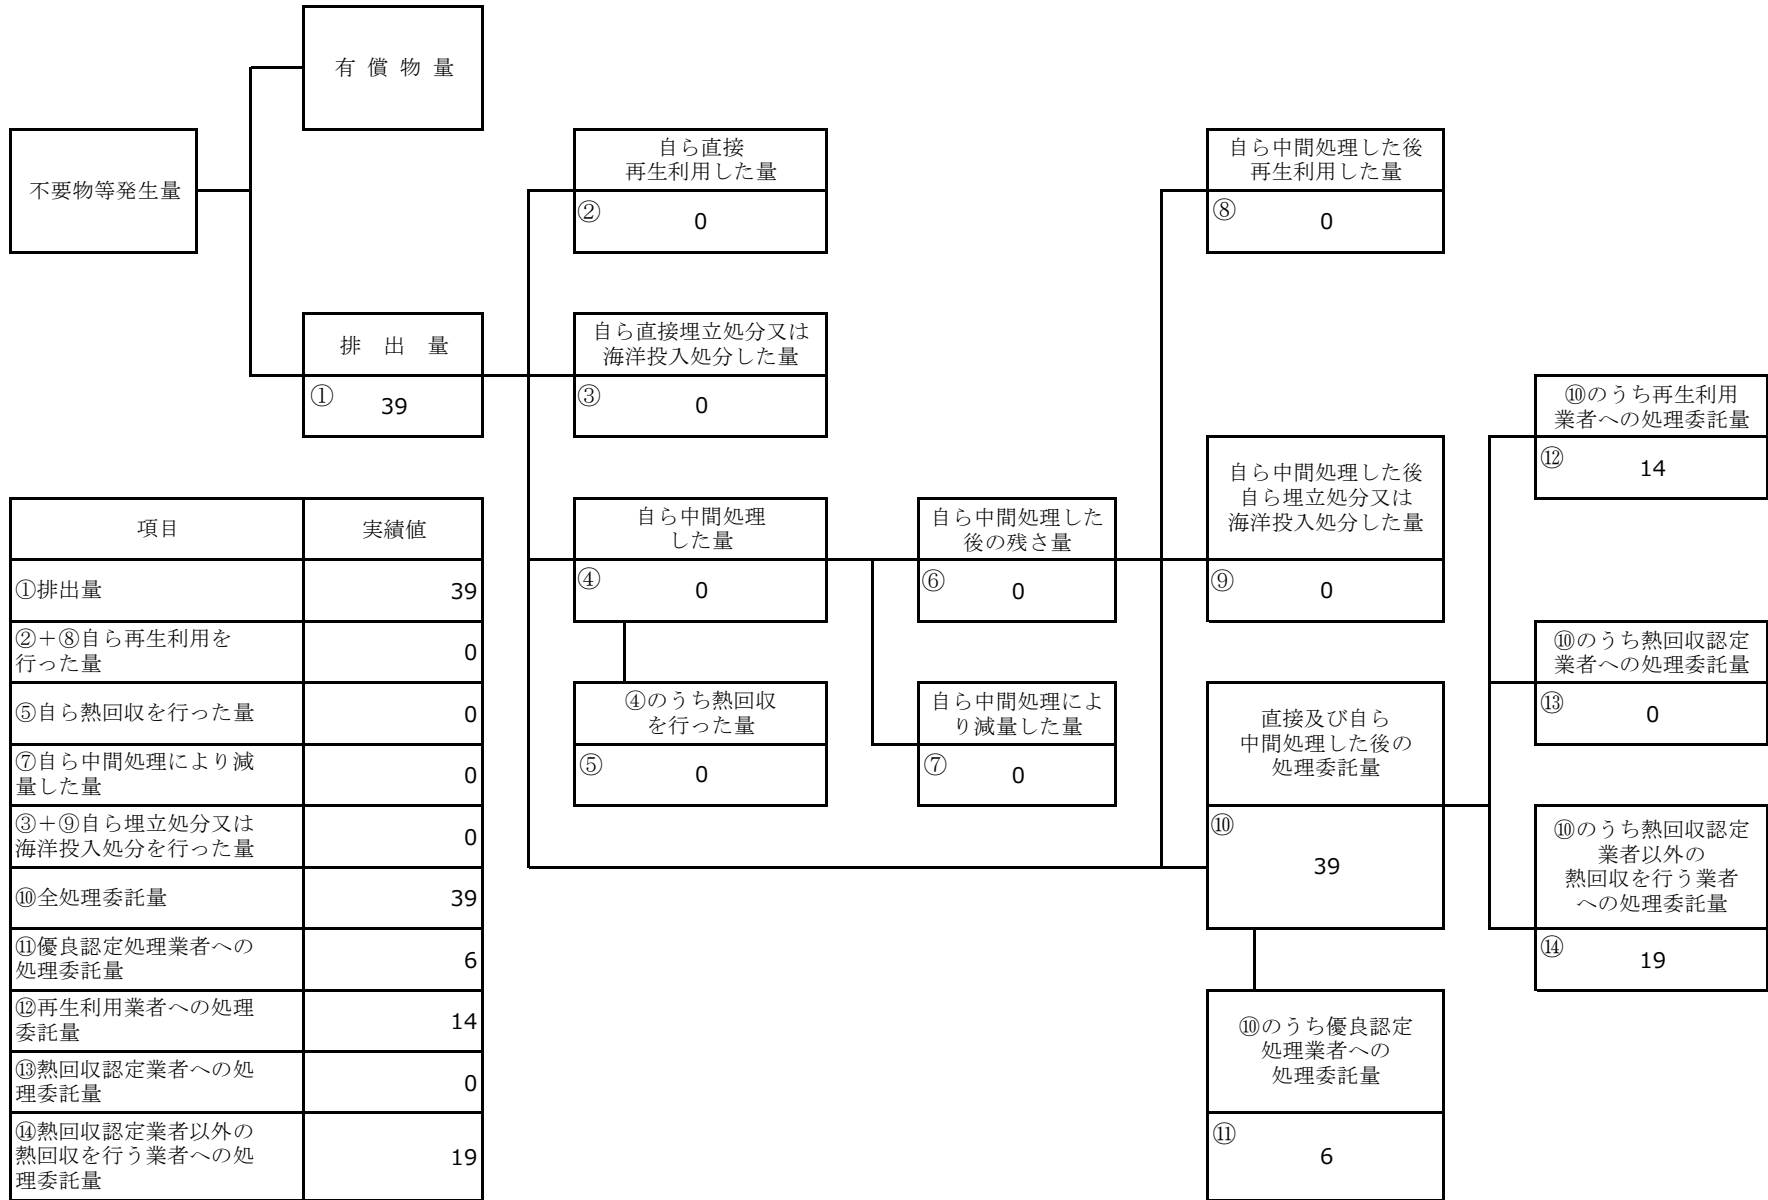 有 償 物 量
不要物等発生量
自ら直接
再生利用した量
② 0
自ら中間処理した後
再生利用した量
⑧ 0
排 出 量
① 39
自ら直接埋立処分又は
海洋投入処分した量
③ 0
⑩のうち再生利用
業者への処理委託量
⑫ 14
自ら中間処理
した量
④ 0
自ら中間処理した
後の残さ量
⑥ 0
自ら中間処理した後
自ら埋立処分又は
海洋投入処分した量
⑨ 0
⑩のうち熱回収認定
業者への処理委託量
⑬ 0
④のうち熱回収
を行った量
⑤ 0
自ら中間処理によ
り減量した量
⑦ 0
直接及び自ら
中間処理した後の
処理委託量
⑩ 39
⑩のうち熱回収認定
業者以外の
熱回収を行う業者
への処理委託量
⑭ 19
⑩のうち優良認定
処理業者への
処理委託量
⑪ 6
項目 実績値
①排出量 39
②+⑧自ら再生利用を
行った量 0
⑤自ら熱回収を行った量 0
⑦自ら中間処理により減
量した量 0
③+⑨自ら埋立処分又は
海洋投入処分を行った量 0
⑩全処理委託量 39
⑪優良認定処理業者への
処理委託量 6
⑫再生利用業者への処理
委託量 14
⑬熱回収認定業者への処
理委託量 0
⑭熱回収認定業者以外の
熱回収を行う業者への処
理委託量 19